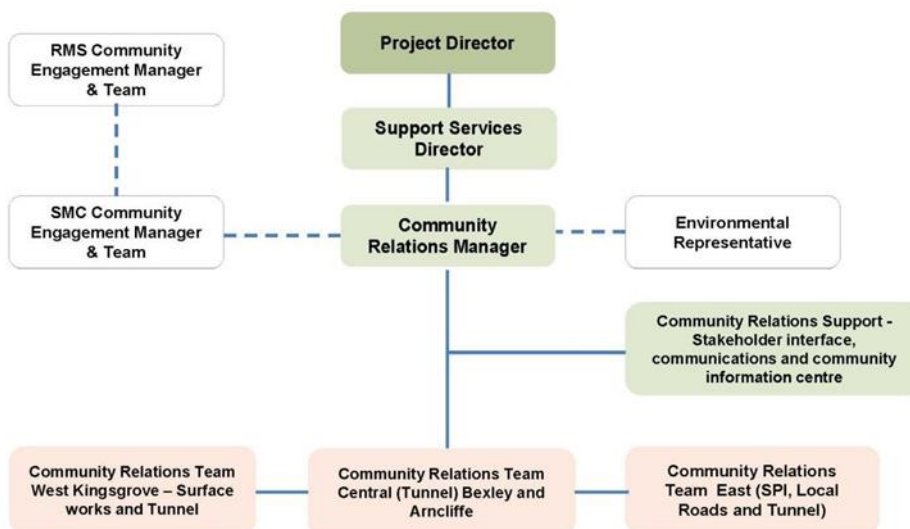 Project Director
RMS Community
Engagement Manager
& Team
Support Services
Director
SMC Community
Engagement Manager
& Team
Community
Relations Manager
Environmental
Representative
Community Relations Support -
Stakeholder interface,
communications and community
information centre
Community Relations Team
West Kingsgrove – Surface
works and Tunnel
Community Relations Team
Central (Tunnel) Bexley and
Arncliffe
Community Relations
Team East (SPI, Local
Roads and Tunnel)